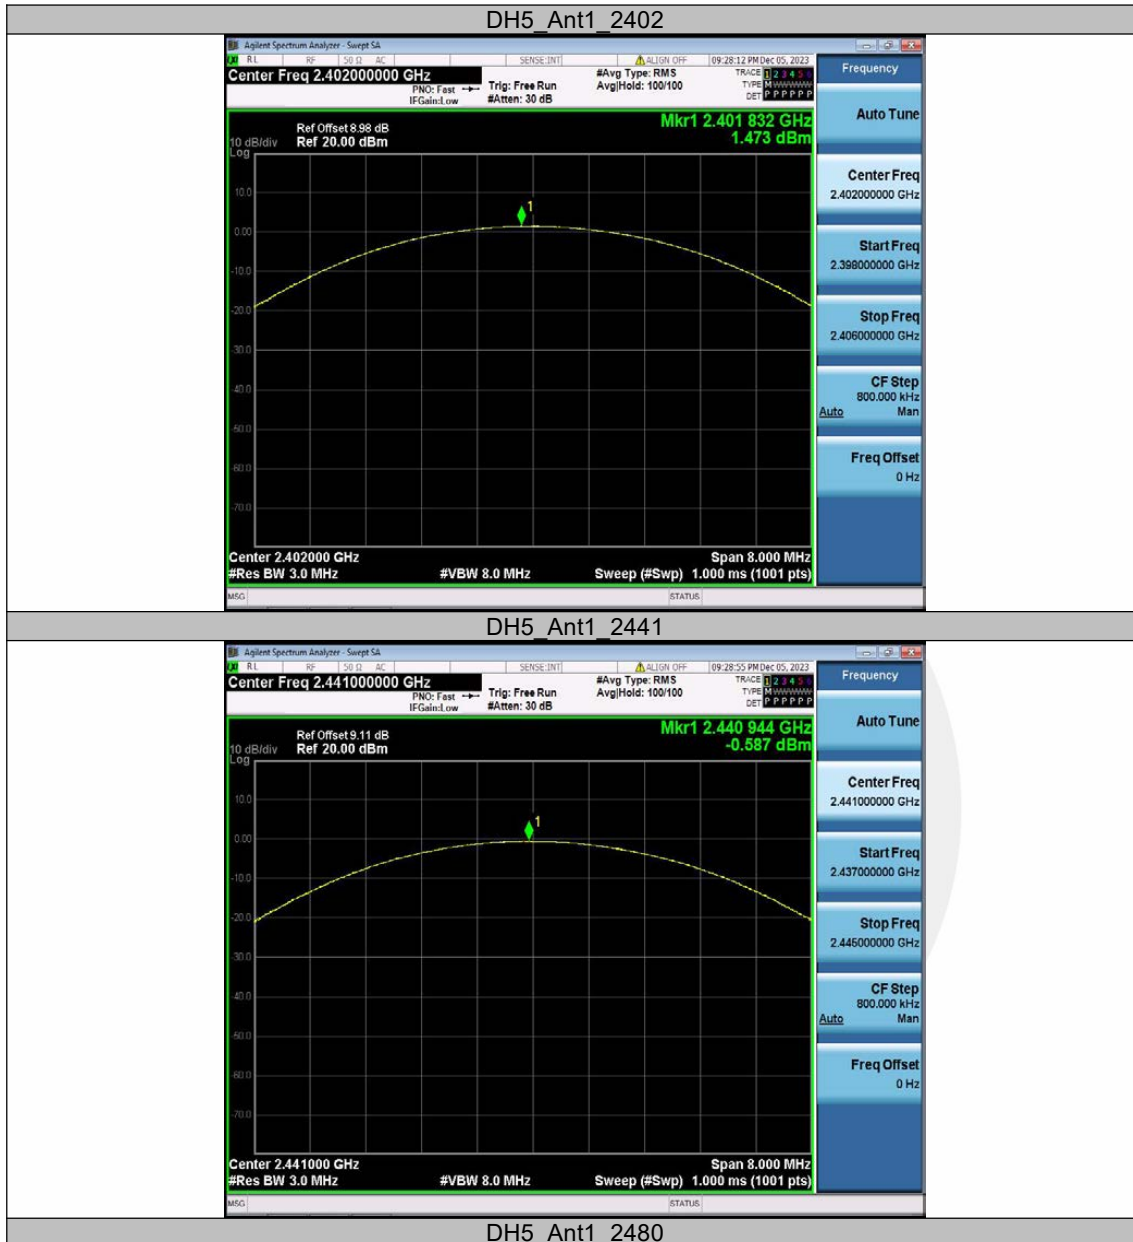 DH5_Ant1_2402
Agilent Spectrum Analyzer - Swept SA
RL RF 50 Ω AC SENSE:INT ALIGN OFF 09:28:12 PM Dec 05, 2023
Center Freq 2.402000000 GHz
PNO: Fast
IFGain:Low
Trig: Free Run
#Atten: 30 dB
#Avg Type: RMS
Avg|Hold: 100/100
TRACE 1 2 3 4 5 6
TYPE M W W W W W
DET P P P P P P
Frequency
Mkr1 2.401 832 GHz
1.473 dBm
Ref Offset 8.98 dB
10 dB/div Ref 20.00 dBm
Log
10.0
0.00
-10.0
-20.0
-30.0
-40.0
-50.0
-60.0
-70.0
1
Center 2.402000 GHz Span 8.000 MHz
#Res BW 3.0 MHz #VBW 8.0 MHz Sweep (#Swp) 1.000 ms (1001 pts)
MSG STATUS
Auto Tune
Center Freq
2.402000000 GHz
Start Freq
2.398000000 GHz
Stop Freq
2.406000000 GHz
CF Step
800.000 kHz
Auto Man
Freq Offset
0 Hz
DH5_Ant1_2441
Agilent Spectrum Analyzer - Swept SA
RL RF 50 Ω AC SENSE:INT ALIGN OFF 09:28:55 PM Dec 05, 2023
Center Freq 2.441000000 GHz
PNO: Fast
IFGain:Low
Trig: Free Run
#Atten: 30 dB
#Avg Type: RMS
Avg|Hold: 100/100
TRACE 1 2 3 4 5 6
TYPE M W W W W W
DET P P P P P P
Frequency
Mkr1 2.440 944 GHz
-0.587 dBm
Ref Offset 9.11 dB
10 dB/div Ref 20.00 dBm
Log
10.0
0.00
-10.0
-20.0
-30.0
-40.0
-50.0
-60.0
-70.0
1
Center 2.441000 GHz Span 8.000 MHz
#Res BW 3.0 MHz #VBW 8.0 MHz Sweep (#Swp) 1.000 ms (1001 pts)
MSG STATUS
Auto Tune
Center Freq
2.441000000 GHz
Start Freq
2.437000000 GHz
Stop Freq
2.445000000 GHz
CF Step
800.000 kHz
Auto Man
Freq Offset
0 Hz
DH5_Ant1_2480